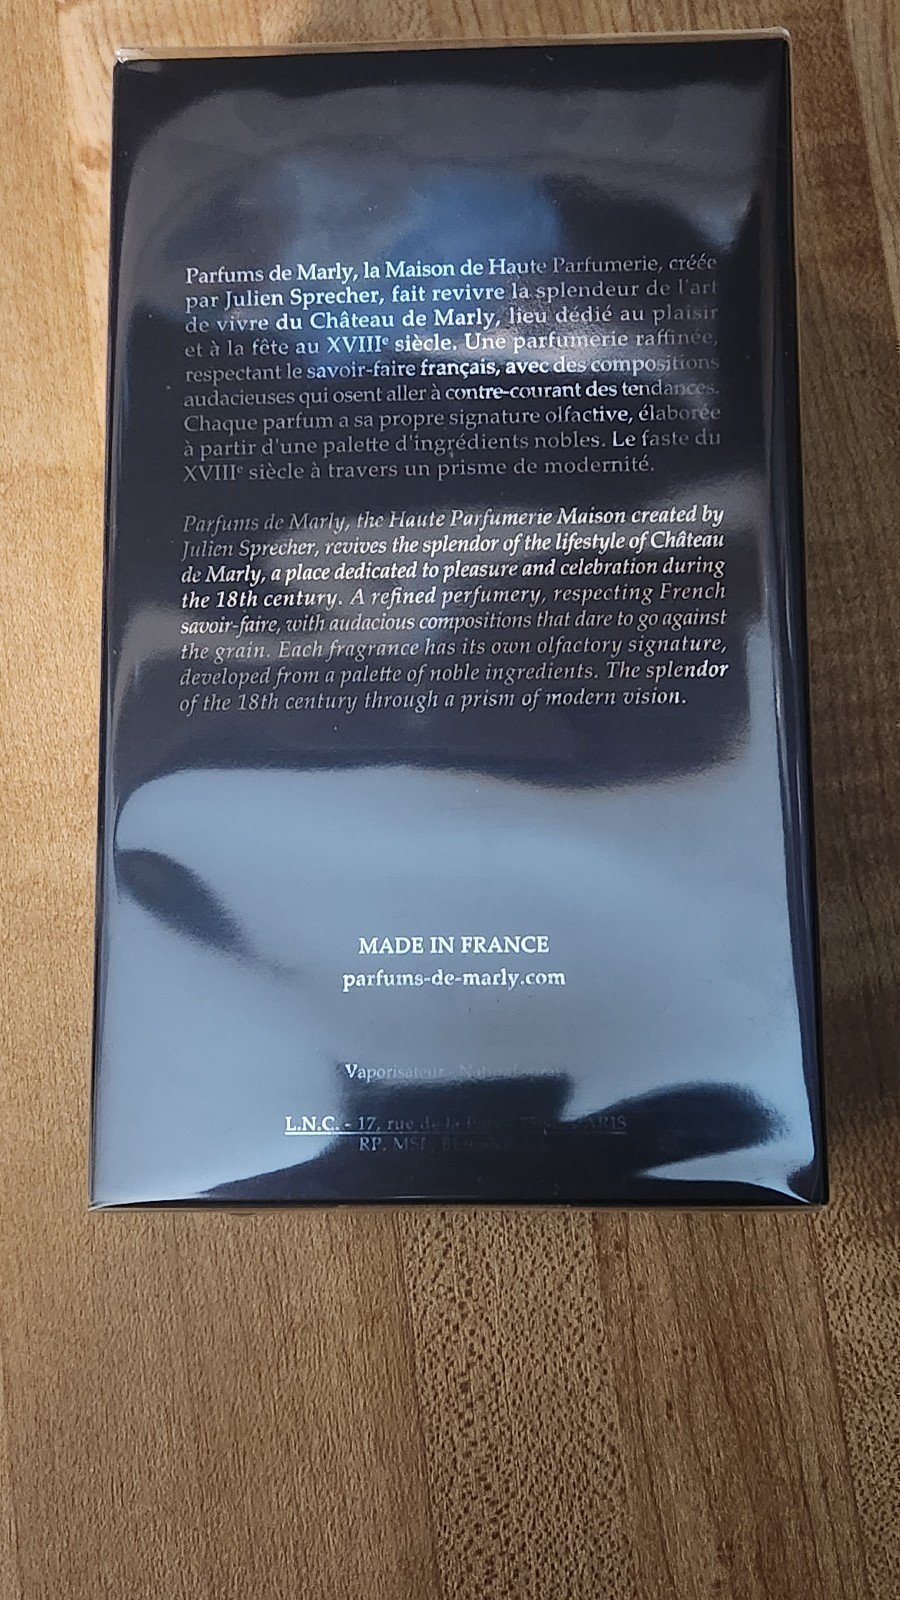 Parfums de Marly, la Maison de Haute Parfumerie, créée
par Julien Sprecher, fait revivre la splendeur de l'art
de vivre du Château de Marly, lieu dédié au plaisir
et à la fête au XVIIIe siècle. Une parfumerie raffinée,
respectant le savoir-faire français, avec des compositions
audacieuses qui osent aller à contre-courant des tendances.
Chaque parfum a sa propre signature olfactive, élaborée
à partir d'une palette d'ingrédients nobles. Le faste du
XVIIIe siècle à travers un prisme de modernité.
Parfums de Marly, the Haute Parfumerie Maison created by
Julien Sprecher, revives the splendor of the lifestyle of Château
de Marly, a place dedicated to pleasure and celebration during
the 18th century. A refined perfumery, respecting French
savoir-faire, with audacious compositions that dare to go against
the grain. Each fragrance has its own olfactory signature,
developed from a palette of noble ingredients. The splendor
of the 18th century through a prism of modern vision.
MADE IN FRANCE
parfums-de-marly.com
Vaporisateur - Natural
L.N.C. - 17, rue de la PARIS
RP. MSL,